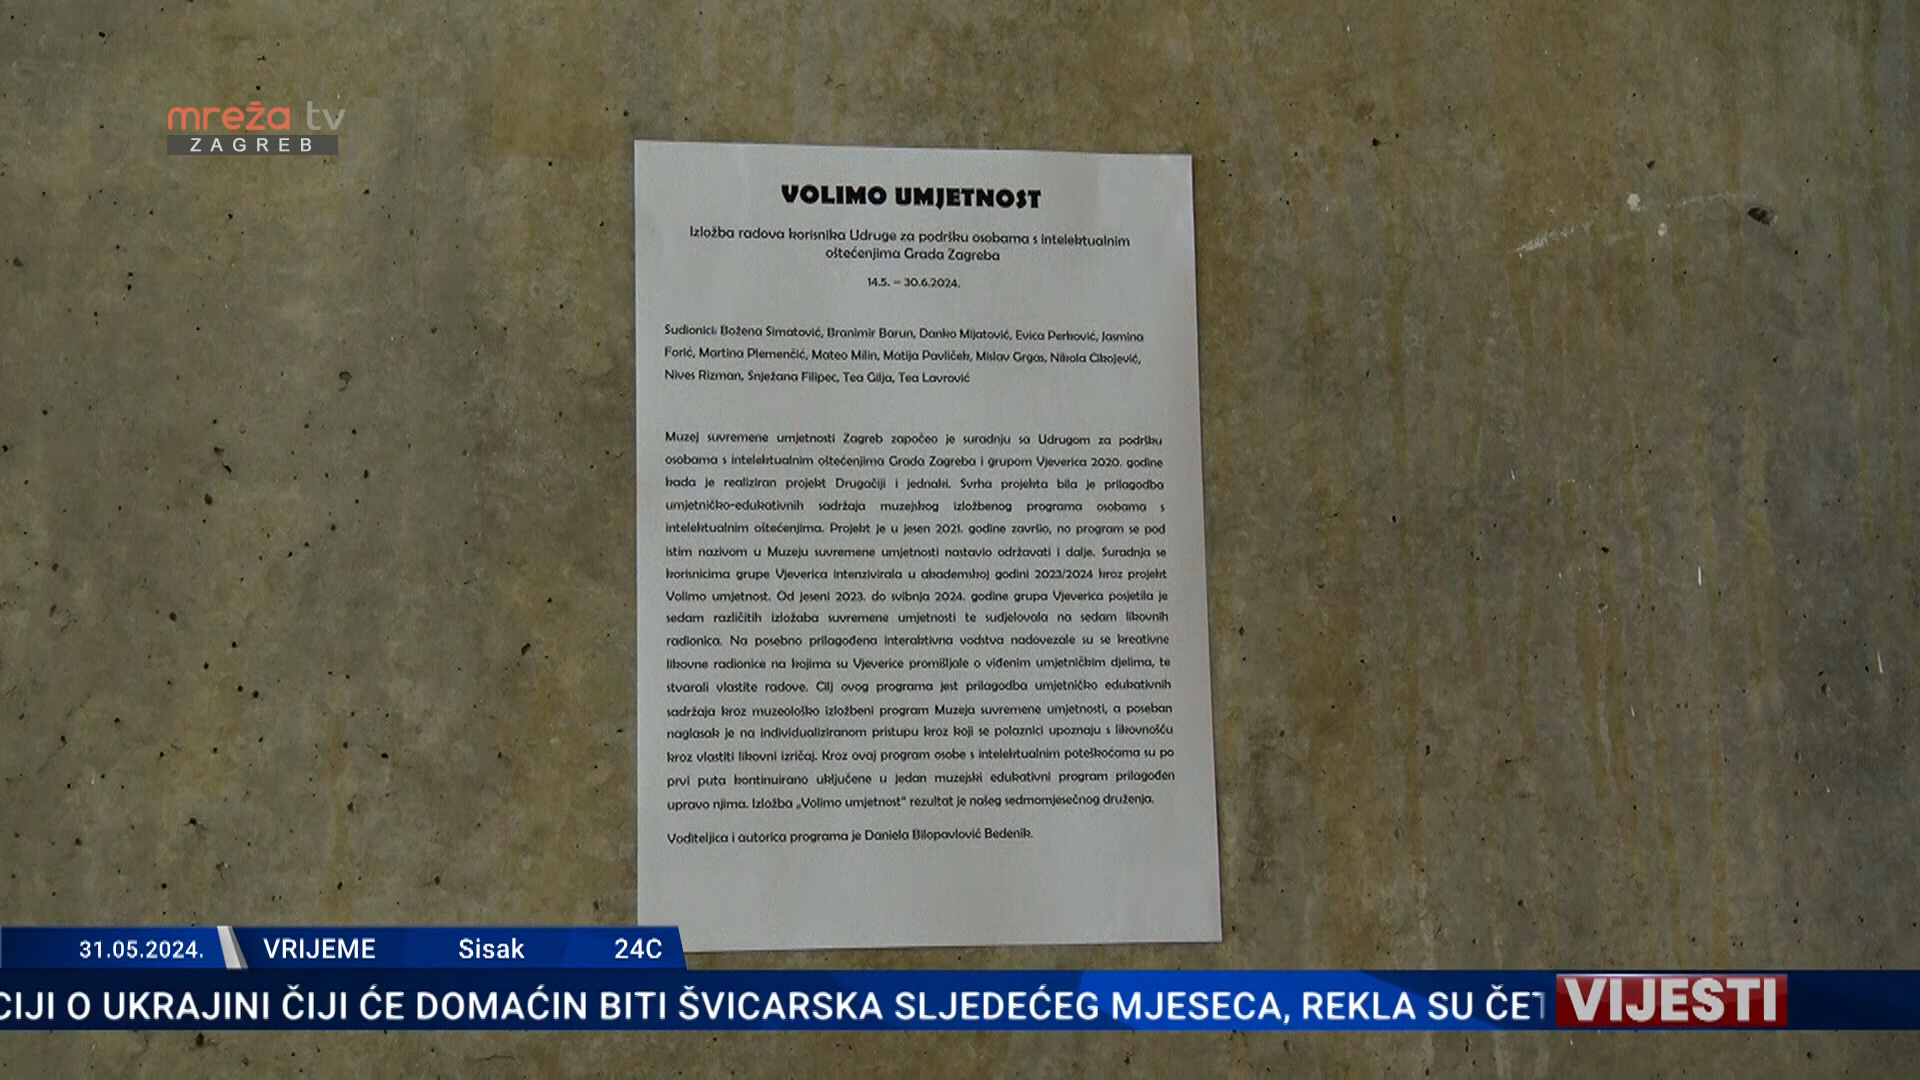 mreža tv
ZAGREB
VOLIMO UMJETNOST
Izložba radova korisnika Udruge za podršku osobama s intelektualnim
oštećenjima Grada Zagreba
14.5. – 30.6.2024.
Sudionici: Božena Simatović, Branimir Barun, Danko Mijatović, Evica Perković, Jasmina
Forić, Martina Plemenčić, Mateo Milin, Matija Pavliček, Mislav Grgas, Nikola Cikojević,
Nives Rizman, Snježana Filipec, Tea Gilja, Tea Lavrović
Muzej suvremene umjetnosti Zagreb započeo je suradnju sa Udrugom za podršku
osobama s intelektualnim oštećenjima Grada Zagreba i grupom Vjeverica 2020. godine
kada je realiziran projekt Drugačiji i jednaki. Svrha projekta bila je prilagodba
umjetničko-edukativnih sadržaja muzejskog izložbenog programa osobama s
intelektualnim oštećenjima. Projekt je u jesen 2021. godine završio, no program se pod
istim nazivom u Muzeju suvremene umjetnosti nastavio održavati i dalje. Suradnja se
korisnicima grupe Vjeverica intenzivirala u akademskoj godini 2023/2024 kroz projekt
Volimo umjetnost. Od jeseni 2023. do svibnja 2024. godine grupa Vjeverica posjetila je
sedam različitih izložaba suvremene umjetnosti te sudjelovala na sedam likovnih
radionica. Na posebno prilagođena interaktivna vodstva nadovezale su se kreativne
likovne radionice na kojima su Vjeverice promišljale o viđenim umjetničkim djelima, te
stvarali vlastite radove. Cilj ovog programa jest prilagodba umjetničko edukativnih
sadržaja kroz muzeološko izložbeni program Muzeja suvremene umjetnosti, a poseban
naglasak je na individualiziranom pristupu kroz koji se polaznici upoznaju s likovnošću
kroz vlastiti likovni izričaj. Kroz ovaj program osobe s intelektualnim poteškoćama su po
prvi puta kontinuirano uključene u jedan muzejski edukativni program prilagođen
upravo njima. Izložba „Volimo umjetnost“ rezultat je našeg sedmomjesečnog druženja.
Voditeljica i autorica programa je Daniela Bilopavlović Bedenik.
31.05.2024. VRIJEME Sisak 24C
CIJI O UKRAJINI ČIJI ĆE DOMAĆIN BITI ŠVICARSKA SLJEDEĆEG MJESECA, REKLA SU ČET
VIJESTI